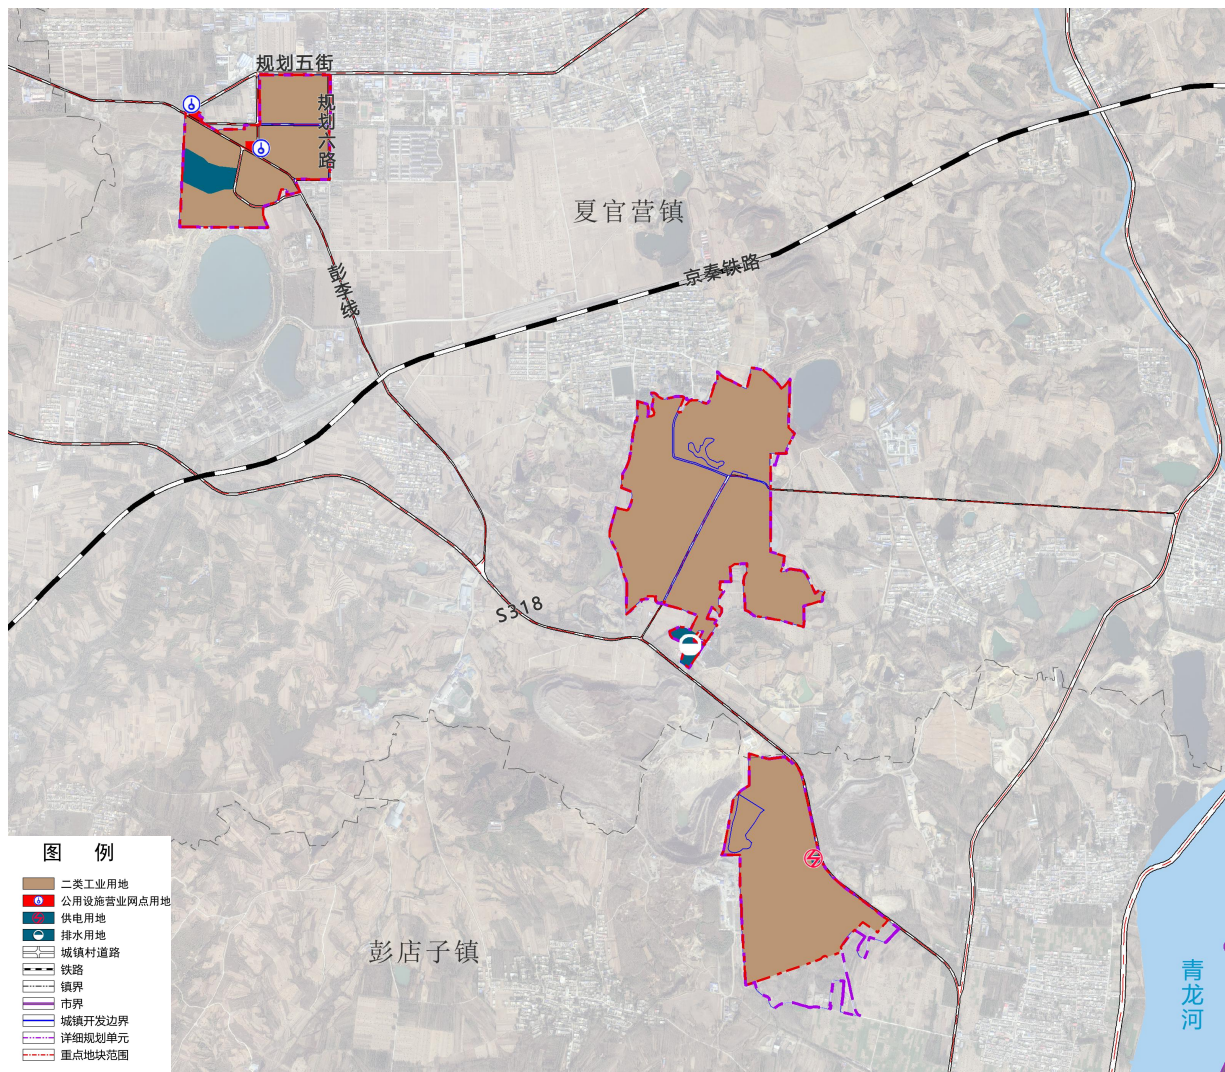 规划五街
规划六路
夏官营镇
京秦铁路
彭李线
S318
彭店子镇
青龙河
图 例
二类工业用地
公用设施营业网点用地
供电用地
排水用地
城镇村道路
铁路
镇界
市界
城镇开发边界
详细规划单元
重点地块范围